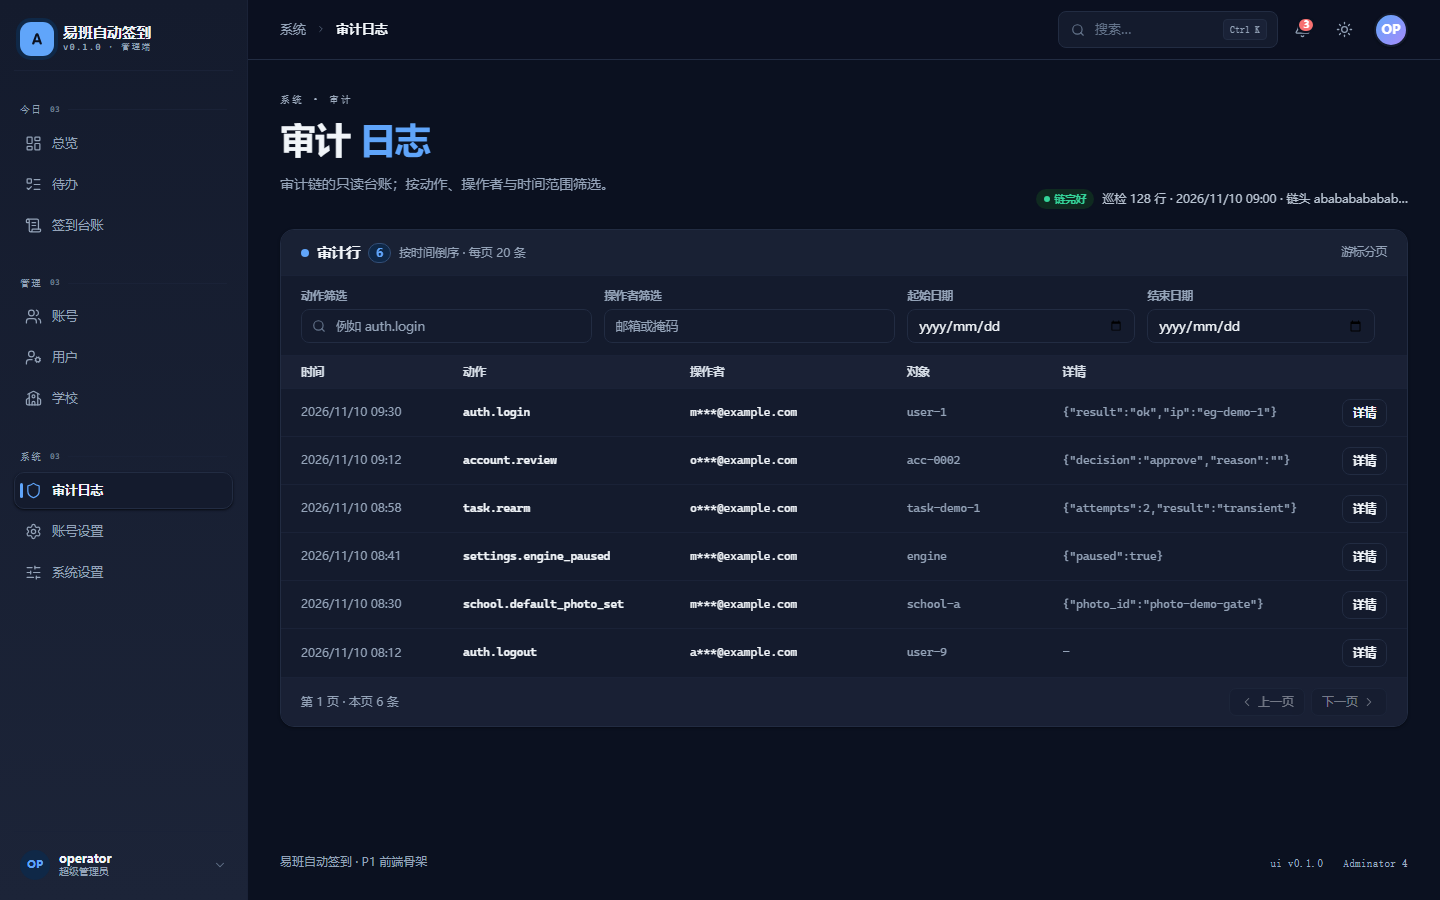 A
易班自动签到
v0.1.0 · 管理端
今日 03
总览
待办
签到台账
管理 03
账号
用户
学校
系统 03
审计日志
账号设置
系统设置
OP
operator
超级管理员
系统 › 审计日志
搜索...
Ctrl K
3
OP
系统 · 审计
审计 日志
审计链的只读台账；按动作、操作者与时间范围筛选。
链完好 巡检 128 行 · 2026/11/10 09:00 · 链头 abababababab...
审计行 6 按时间倒序 · 每页 20 条 游标分页
动作筛选 操作者筛选 起始日期 结束日期
例如 auth.login 邮箱或掩码 yyyy/mm/dd yyyy/mm/dd
时间 动作 操作者 对象 详情
2026/11/10 09:30 auth.login m***@example.com user-1 {"result":"ok","ip":"eg-demo-1"} 详情
2026/11/10 09:12 account.review o***@example.com acc-0002 {"decision":"approve","reason":""} 详情
2026/11/10 08:58 task.rearm o***@example.com task-demo-1 {"attempts":2,"result":"transient"} 详情
2026/11/10 08:41 settings.engine_paused m***@example.com engine {"paused":true} 详情
2026/11/10 08:30 school.default_photo_set m***@example.com school-a {"photo_id":"photo-demo-gate"} 详情
2026/11/10 08:12 auth.logout a***@example.com user-9 — 详情
第 1 页 · 本页 6 条 上一页 下一页
易班自动签到 · P1 前端骨架 ui v0.1.0 Adminator 4